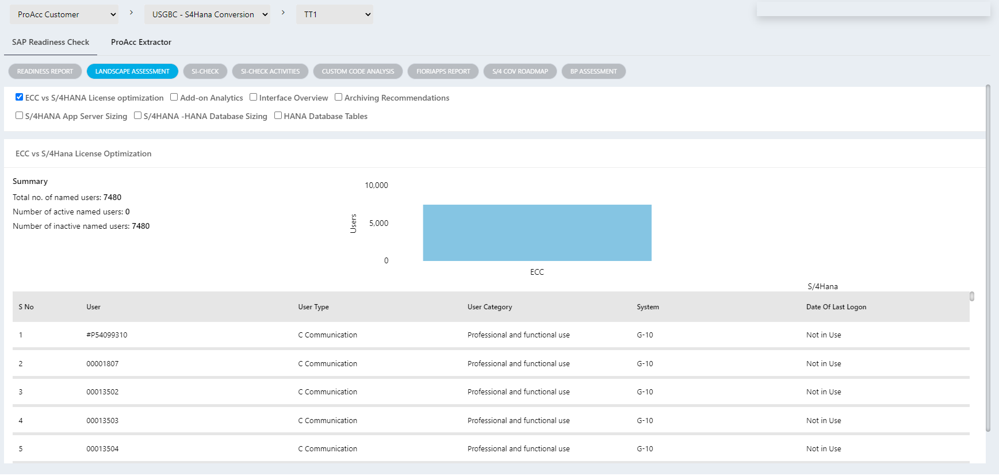 ProAcc Customer > USGBC - S4Hana Conversion > TT1
SAP Readiness Check ProAcc Extractor
READINESS REPORT LANDSCAPE ASSESSMENT SI-CHECK SI-CHECK ACTIVITIES CUSTOM CODE ANALYSIS FIORIAPPS REPORT S/4 COV ROADMAP BP ASSESSMENT
ECC vs S/4HANA License optimization Add-on Analytics Interface Overview Archiving Recommendations
S/4HANA App Server Sizing S/4HANA -HANA Database Sizing HANA Database Tables
ECC vs S/4Hana License Optimization
Summary
Total no. of named users: 7480
Number of active named users: 0
Number of inactive named users: 7480
10,000
5,000
0
Users
ECC
S/4Hana
S No User User Type User Category System Date Of Last Logon
1 #P54099310 C Communication Professional and functional use G-10 Not in Use
2 00001807 C Communication Professional and functional use G-10 Not in Use
3 00013502 C Communication Professional and functional use G-10 Not in Use
4 00013503 C Communication Professional and functional use G-10 Not in Use
5 00013504 C Communication Professional and functional use G-10 Not in Use